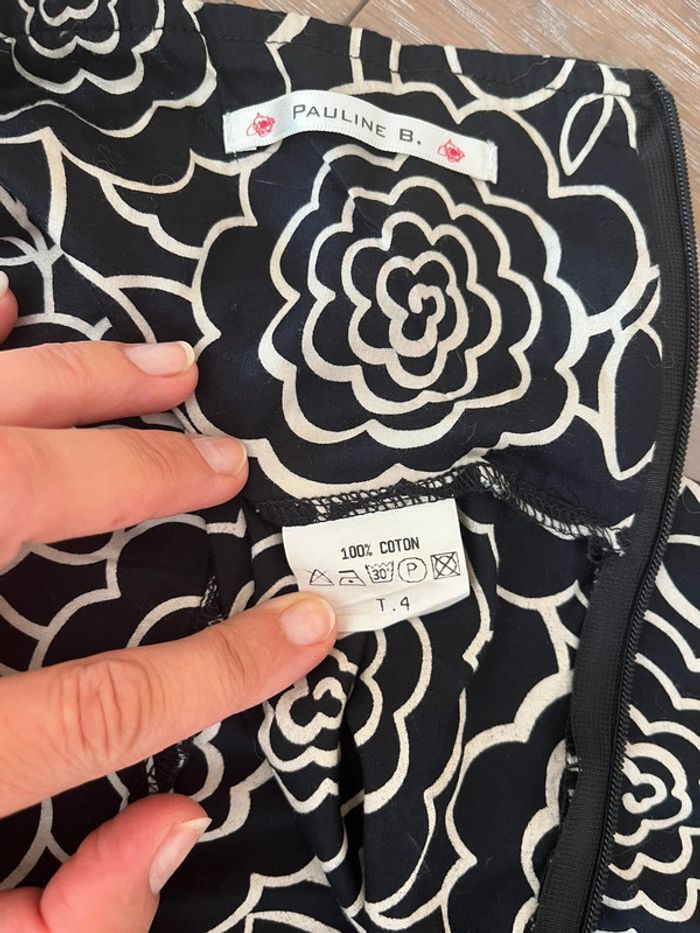 PAULINE B.
100% COTON
30° P
T.4